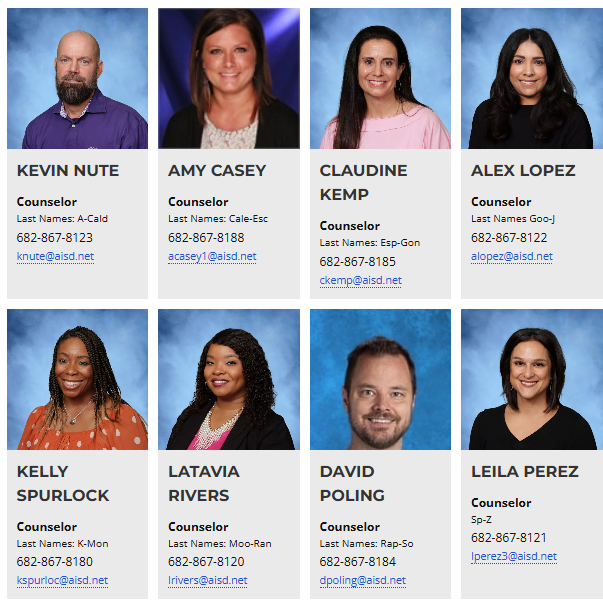 KEVIN NUTE
Counselor
Last Names: A-Cald
682-867-8123
knute@aisd.net
AMY CASEY
Counselor
Last Names: Cale-Esc
682-867-8188
acasey1@aisd.net
CLAUDINE
KEMP
Counselor
Last Names: Esp-Gon
682-867-8185
ckemp@aisd.net
ALEX LOPEZ
Counselor
Last Names Goo-J
682-867-8122
alopez@aisd.net
KELLY
SPURLOCK
Counselor
Last Names: K-Mon
682-867-8180
kspurloc@aisd.net
LATAVIA
RIVERS
Counselor
Last Names: Moo-Ran
682-867-8120
lrivers@aisd.net
DAVID
POLING
Counselor
Last Names: Rap-So
682-867-8184
dpoling@aisd.net
LEILA PEREZ
Counselor
Sp-Z
682-867-8121
lperez3@aisd.net